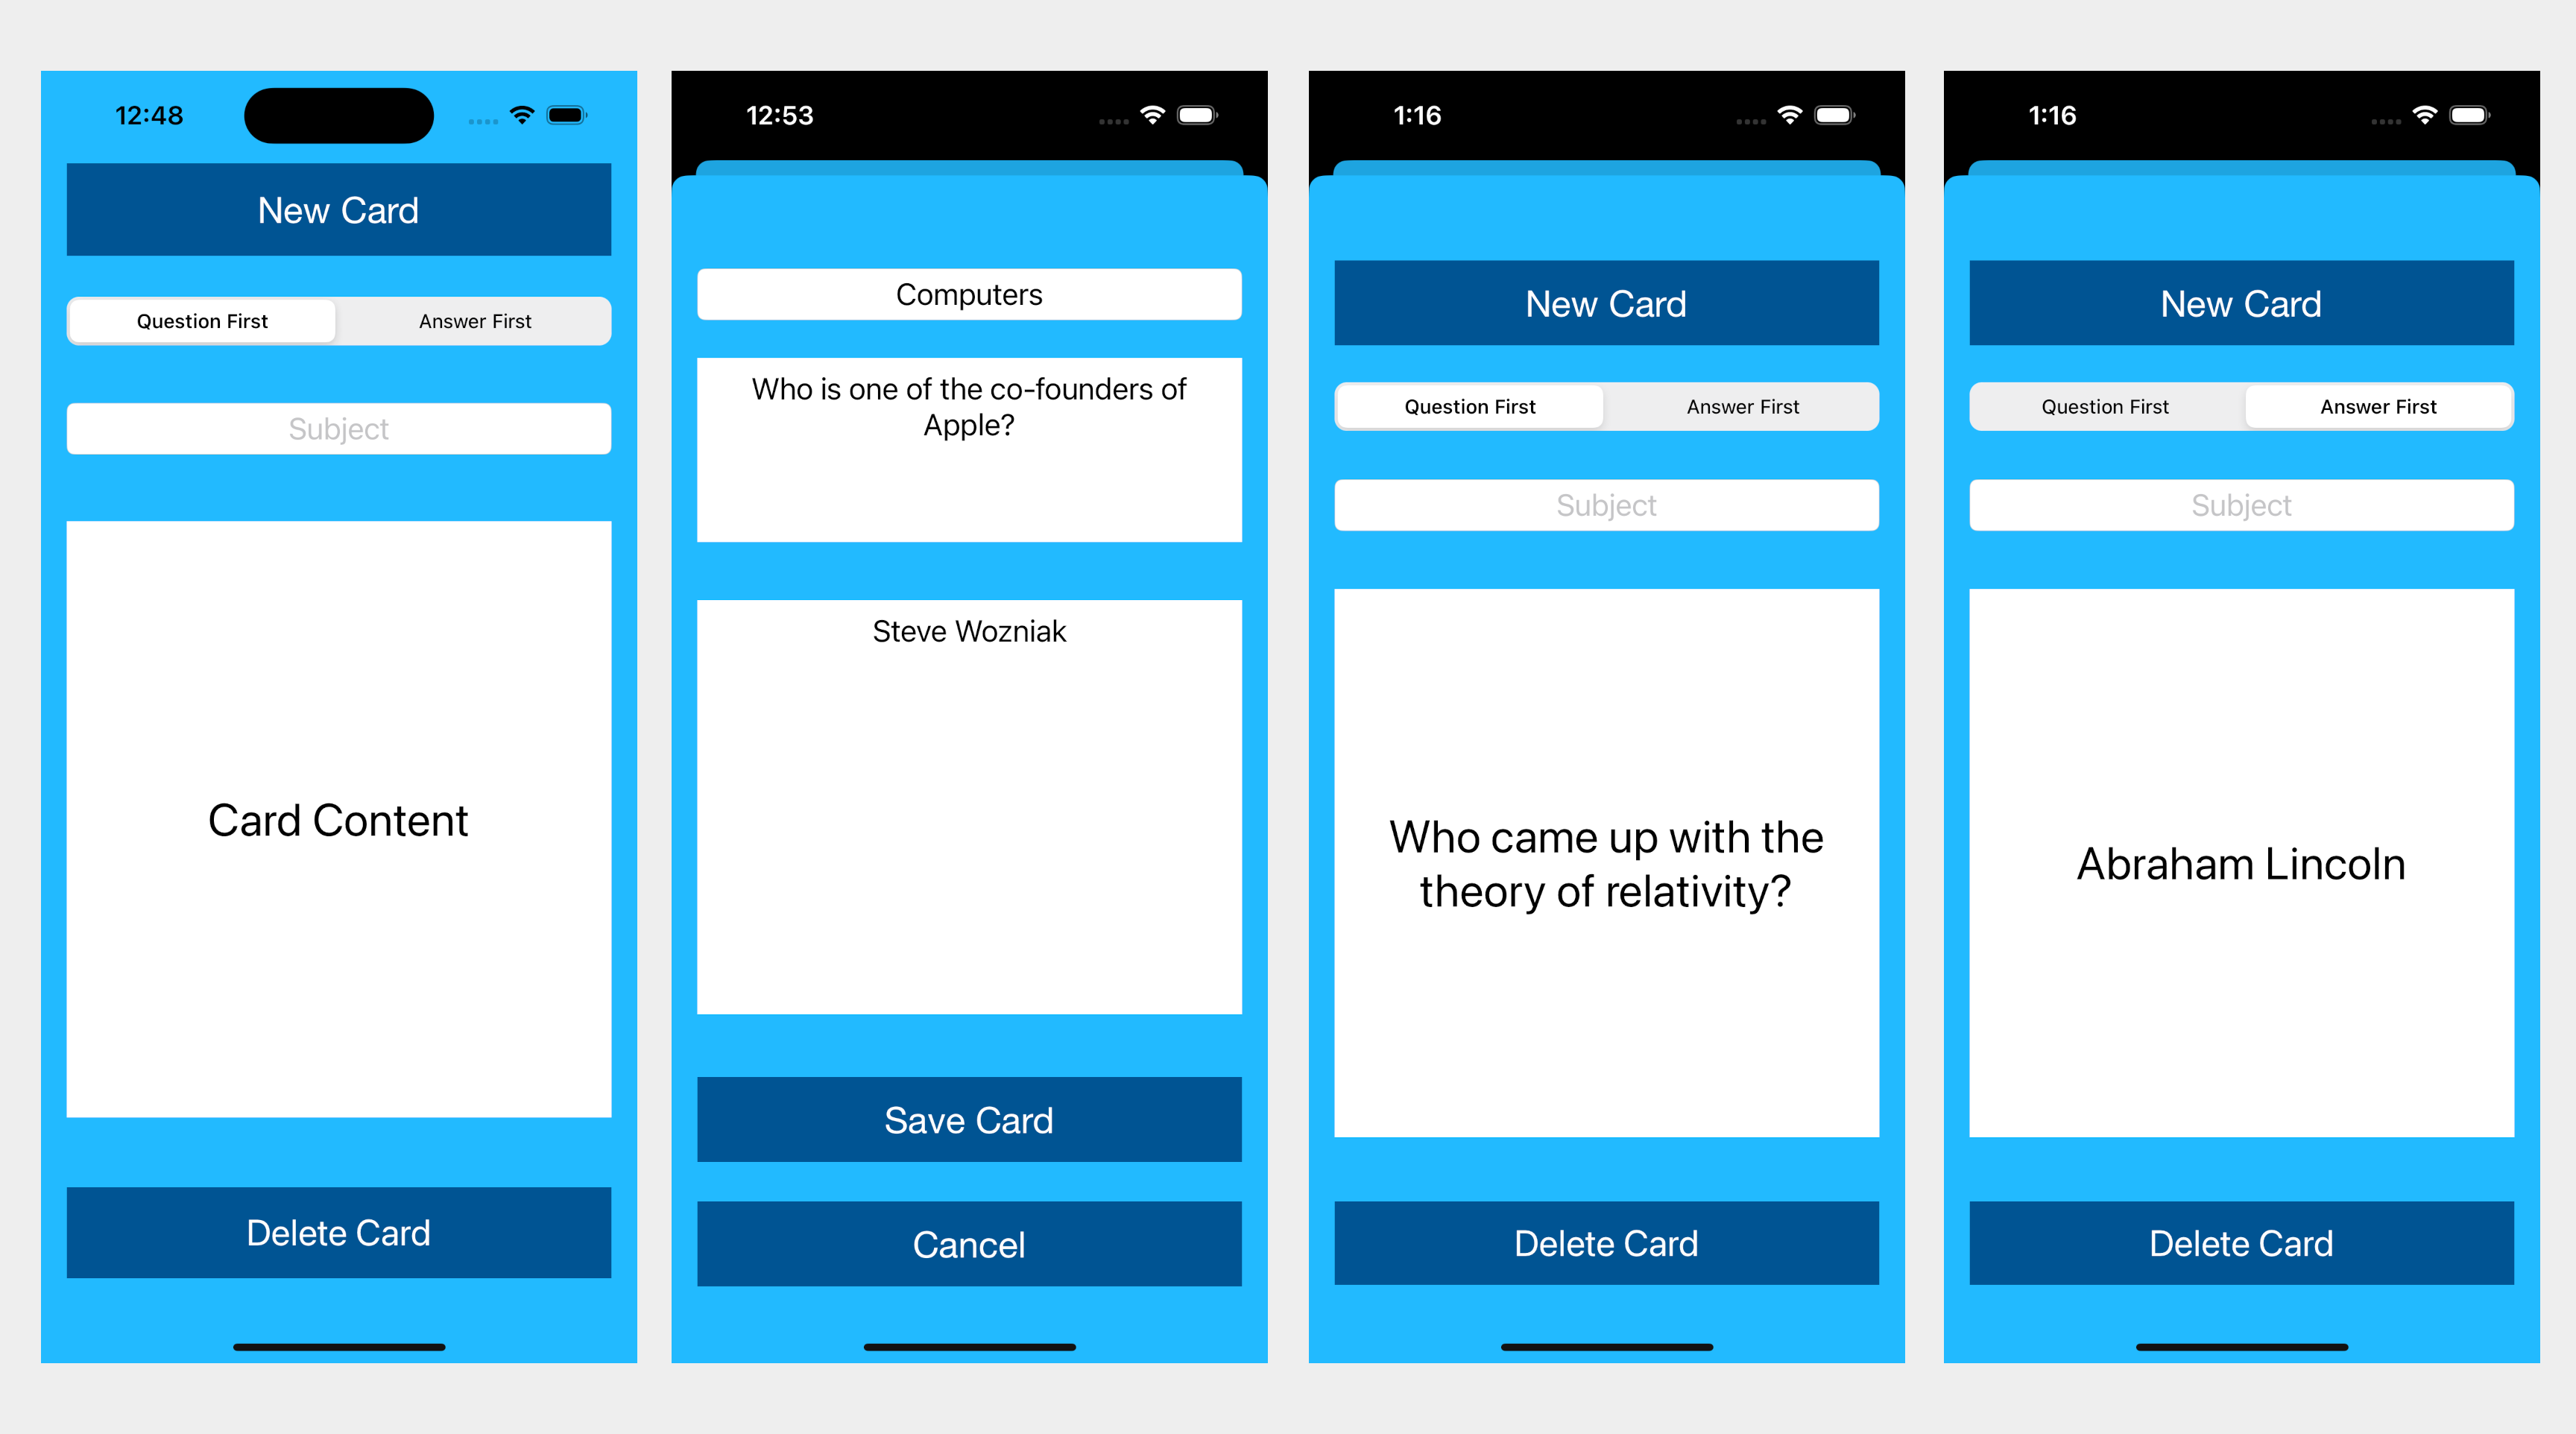 12:48
New Card
Question First Answer First
Subject
Card Content
Delete Card
12:53
Computers
Who is one of the co-founders of
Apple?
Steve Wozniak
Save Card
Cancel
1:16
New Card
Question First Answer First
Subject
Who came up with the
theory of relativity?
Delete Card
1:16
New Card
Question First Answer First
Subject
Abraham Lincoln
Delete Card